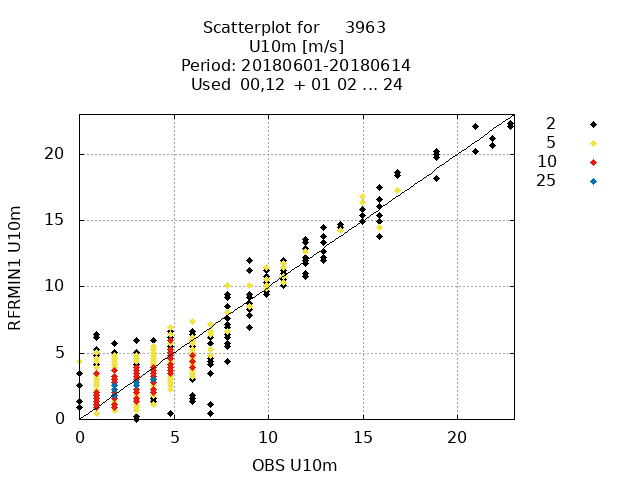 Scatterplot for 3963
U10m [m/s]
Period: 20180601-20180614
Used 00,12 + 01 02 ... 24
2
5
10
25
20
15
10
5
0
RFRMIN1 U10m
0 5 10 15 20
OBS U10m